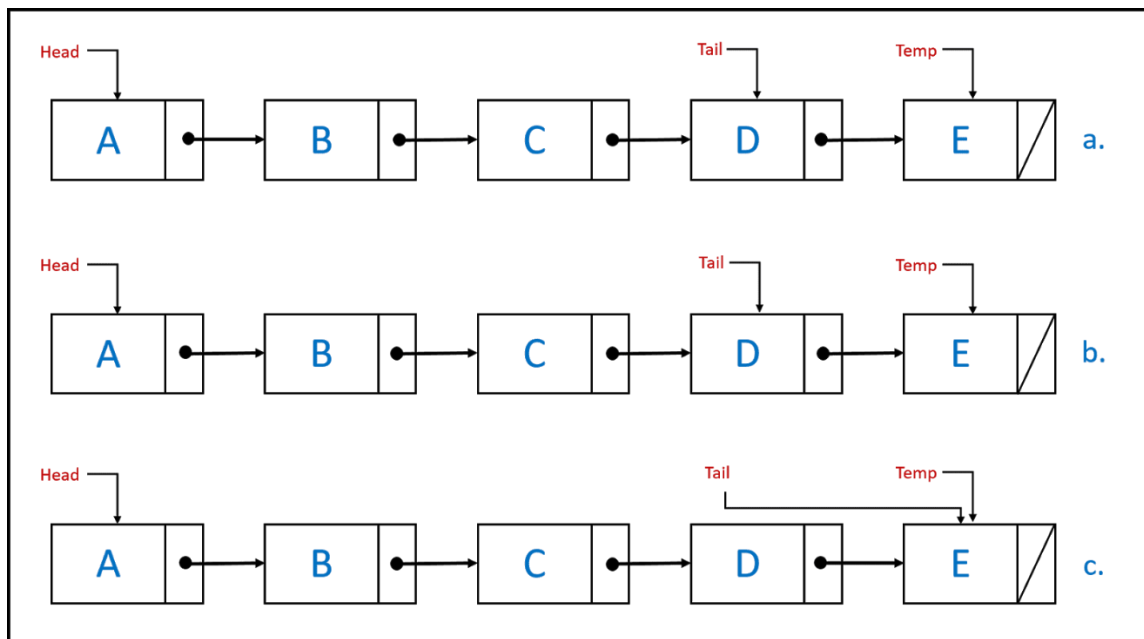 Head Tail Temp
A B C D E a.
Head Tail Temp
A B C D E b.
Head Tail Temp
A B C D E c.